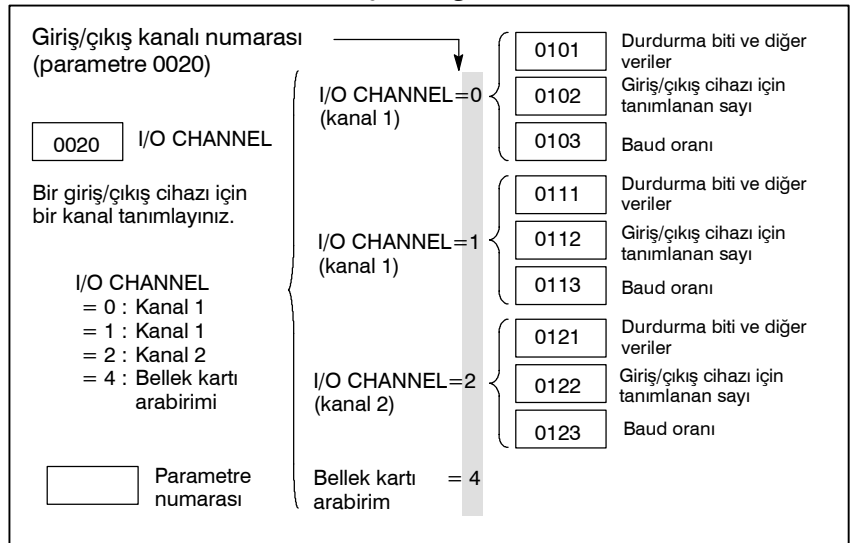 Giriş/çıkış kanalı numarası
(parametre 0020)
0020 I/O CHANNEL
Bir giriş/çıkış cihazı için
bir kanal tanımlayınız.
I/O CHANNEL
= 0 : Kanal 1
= 1 : Kanal 1
= 2 : Kanal 2
= 4 : Bellek kartı
arabirimi
Parametre
numarası
I/O CHANNEL=0
(kanal 1)
0101 Durdurma biti ve diğer
veriler
0102 Giriş/çıkış cihazı için
tanımlanan sayı
0103 Baud oranı
I/O CHANNEL=1
(kanal 1)
0111 Durdurma biti ve diğer
veriler
0112 Giriş/çıkış cihazı için
tanımlanan sayı
0113 Baud oranı
I/O CHANNEL=2
(kanal 2)
0121 Durdurma biti ve diğer
veriler
0122 Giriş/çıkış cihazı için
tanımlanan sayı
0123 Baud oranı
Bellek kartı = 4
arabirim